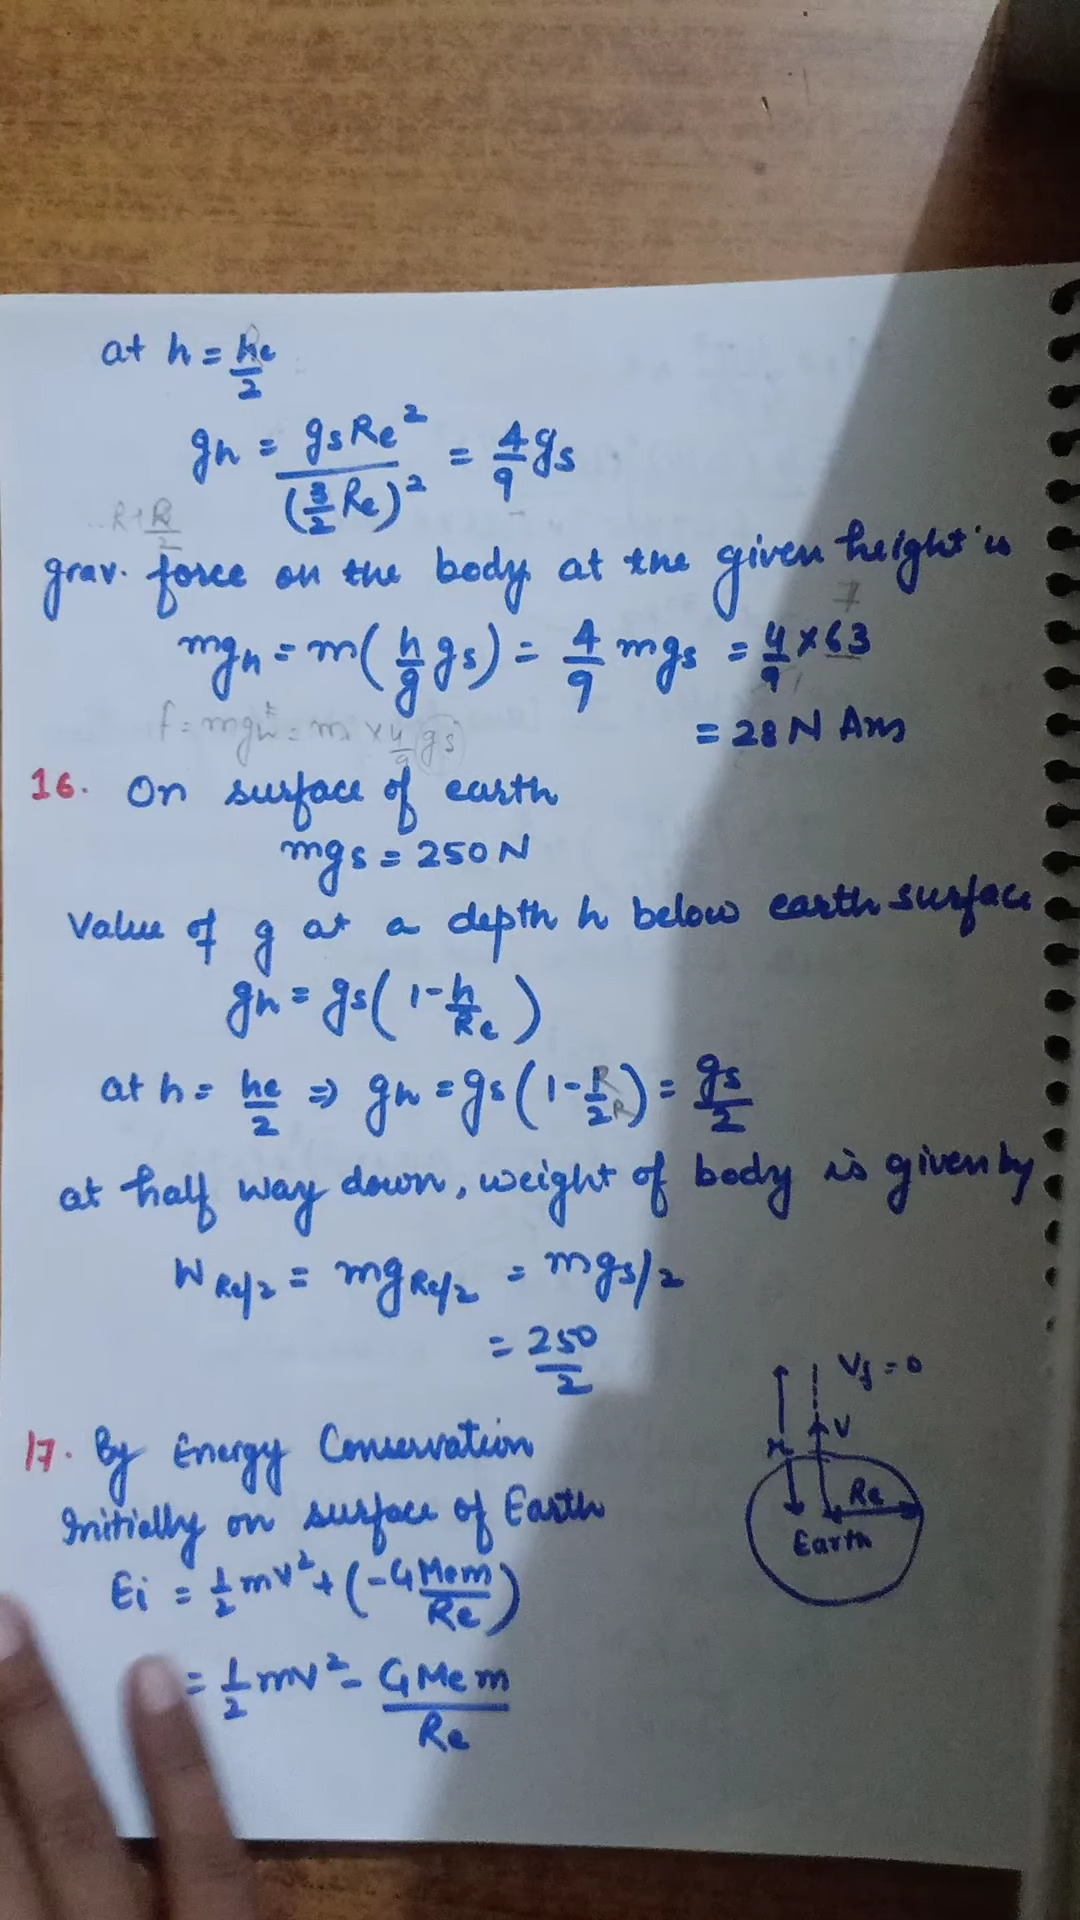 at h = he/2
gh = gsRe²/(3/2 Re)² = 4/9 gs
R+R/2
grav. force on the body at the given height is
7
mgh = m(h/g gs) = 4/9 mgs = 4/9 × 63
= 28 N Ans
f = mgh = m × 4/9 gs
16. On surface of earth
mgs = 250 N
Value of g at a depth h below earth surface
gh = gs(1-h/Re)
at h = he/2 ⇒ gh = gs(1-R/2R) = gs/2
at half way down, weight of body is given by
W Re/2 = mg Re/2 = mgs/2
= 250/2
Vf = 0
V
17. By Energy Conservation
Re
Initially on surface of Earth
Earth
Ei = 1/2 mv² + (-GMem/Re)
= 1/2 mv² - GMem/Re